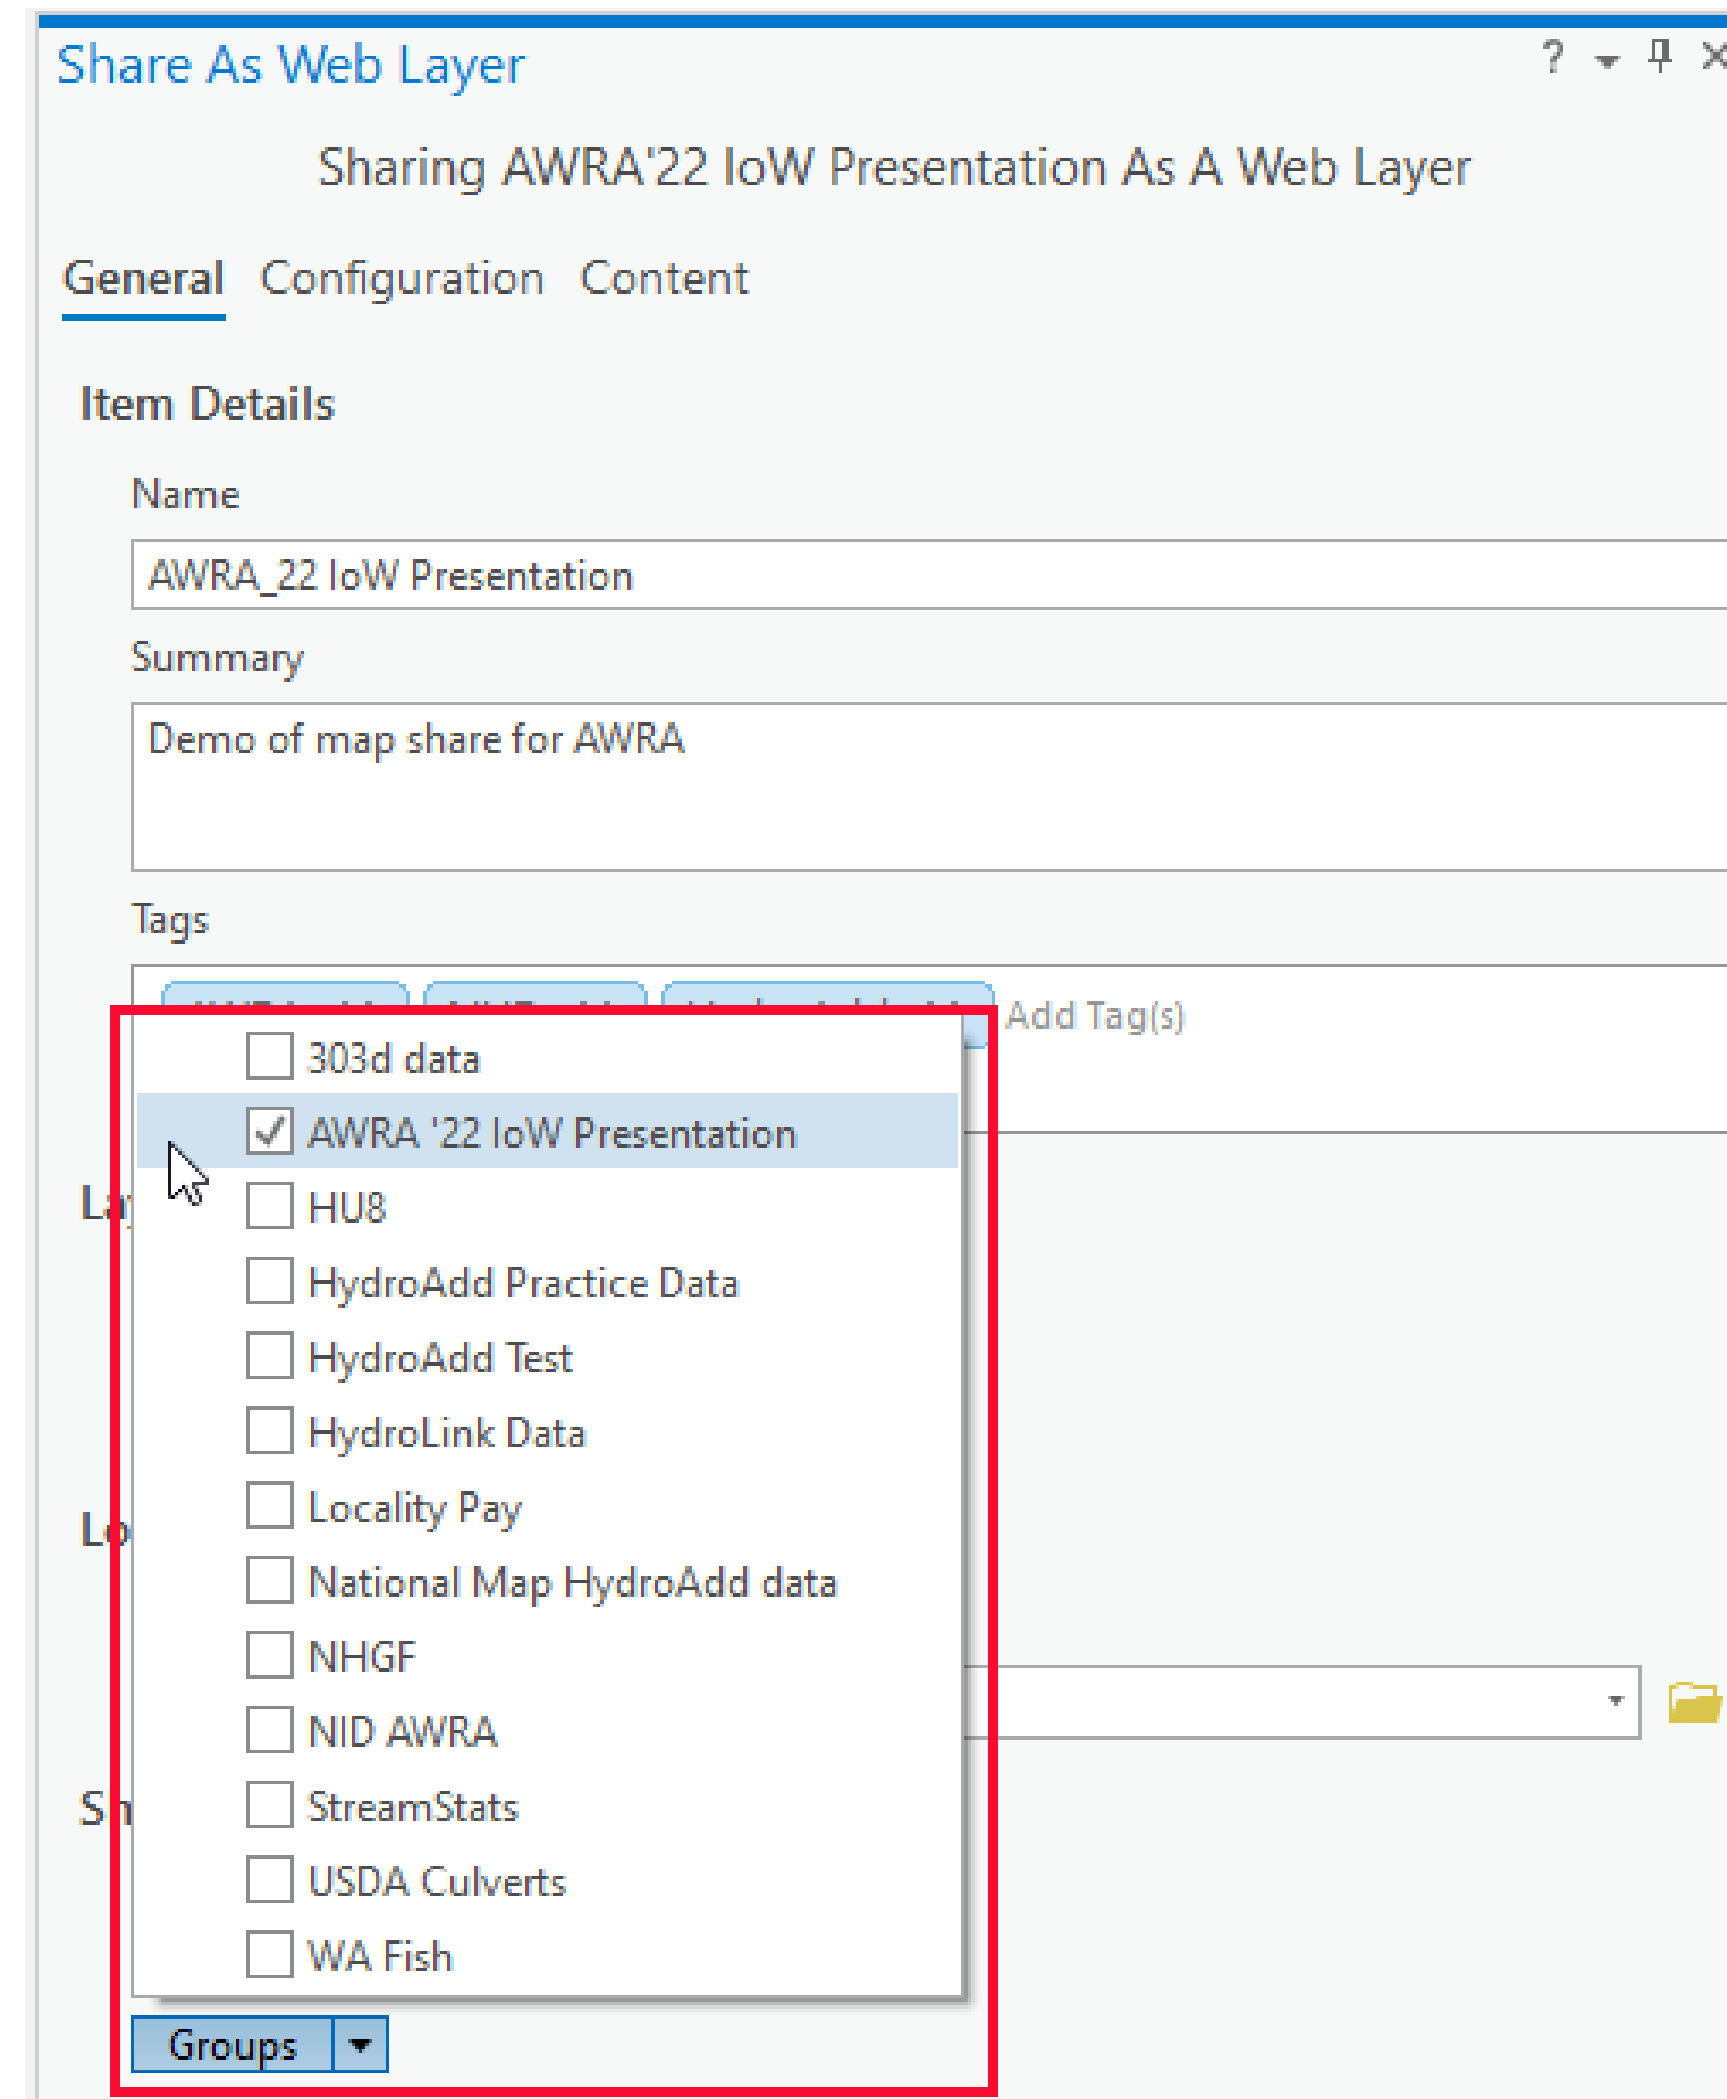 Share As Web Layer
?
Sharing AWRA'22 IoW Presentation As A Web Layer
General Configuration Content
Item Details
Name
AWRA_22 IoW Presentation
Summary
Demo of map share for AWRA
Tags
Add Tag(s)
303d data
AWRA '22 IoW Presentation
HU8
HydroAdd Practice Data
HydroAdd Test
HydroLink Data
Locality Pay
National Map HydroAdd data
NHGF
NID AWRA
StreamStats
USDA Culverts
WA Fish
Groups